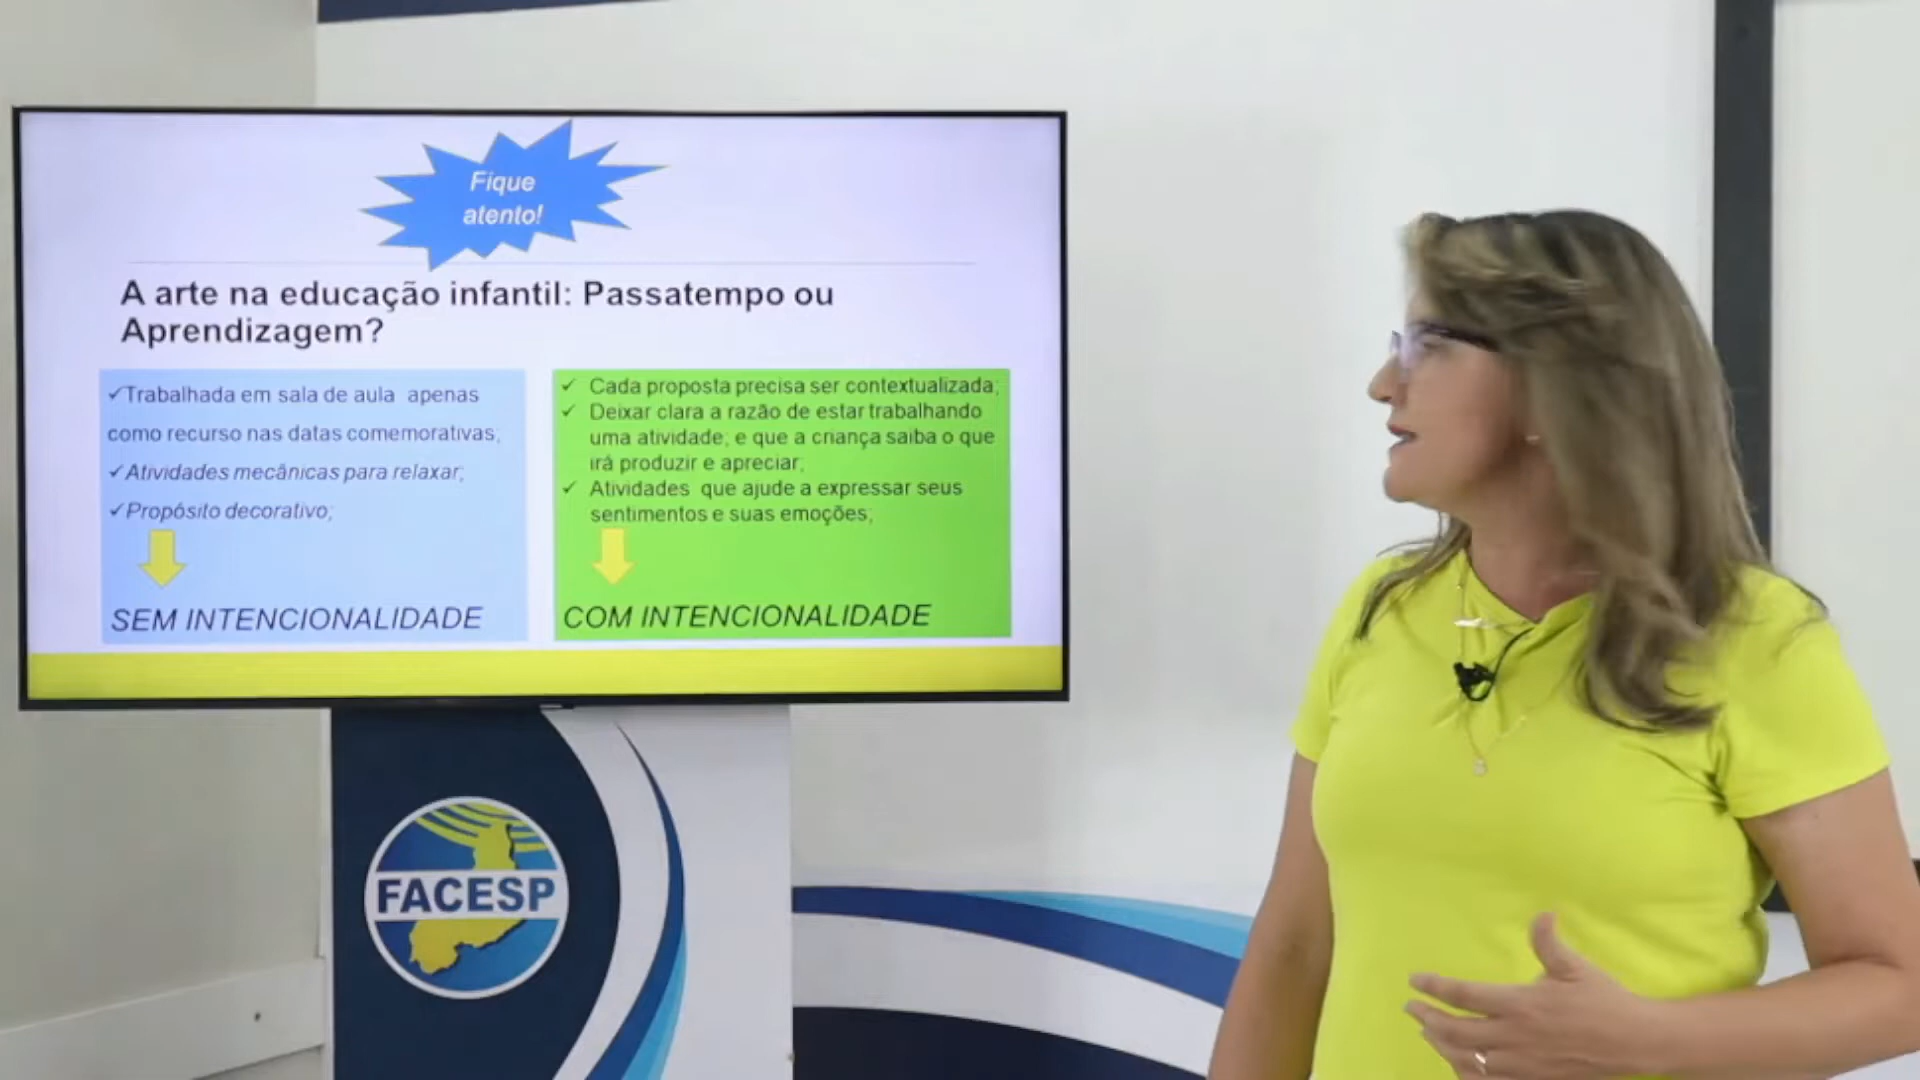 Fique
atento!
A arte na educação infantil: Passatempo ou
Aprendizagem?
✓Trabalhada em sala de aula apenas
como recurso nas datas comemorativas;
✓Atividades mecânicas para relaxar;
✓Propósito decorativo;
SEM INTENCIONALIDADE
✓ Cada proposta precisa ser contextualizada;
✓ Deixar clara a razão de estar trabalhando
uma atividade; e que a criança saiba o que
irá produzir e apreciar;
✓ Atividades que ajude a expressar seus
sentimentos e suas emoções;
COM INTENCIONALIDADE
FACESP